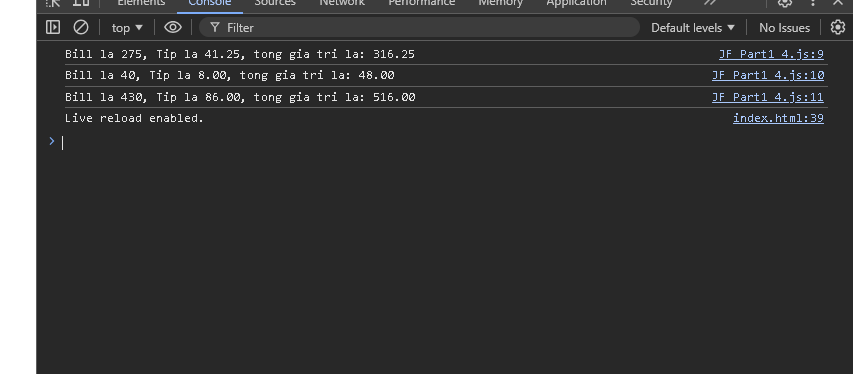 Elements Console Sources Network Performance Memory Application Security
top Filter Default levels No Issues
Bill la 275, Tip la 41.25, tong gia tri la: 316.25 JF Part1 4.js:9
Bill la 40, Tip la 8.00, tong gia tri la: 48.00 JF Part1 4.js:10
Bill la 430, Tip la 86.00, tong gia tri la: 516.00 JF Part1 4.js:11
Live reload enabled. index.html:39